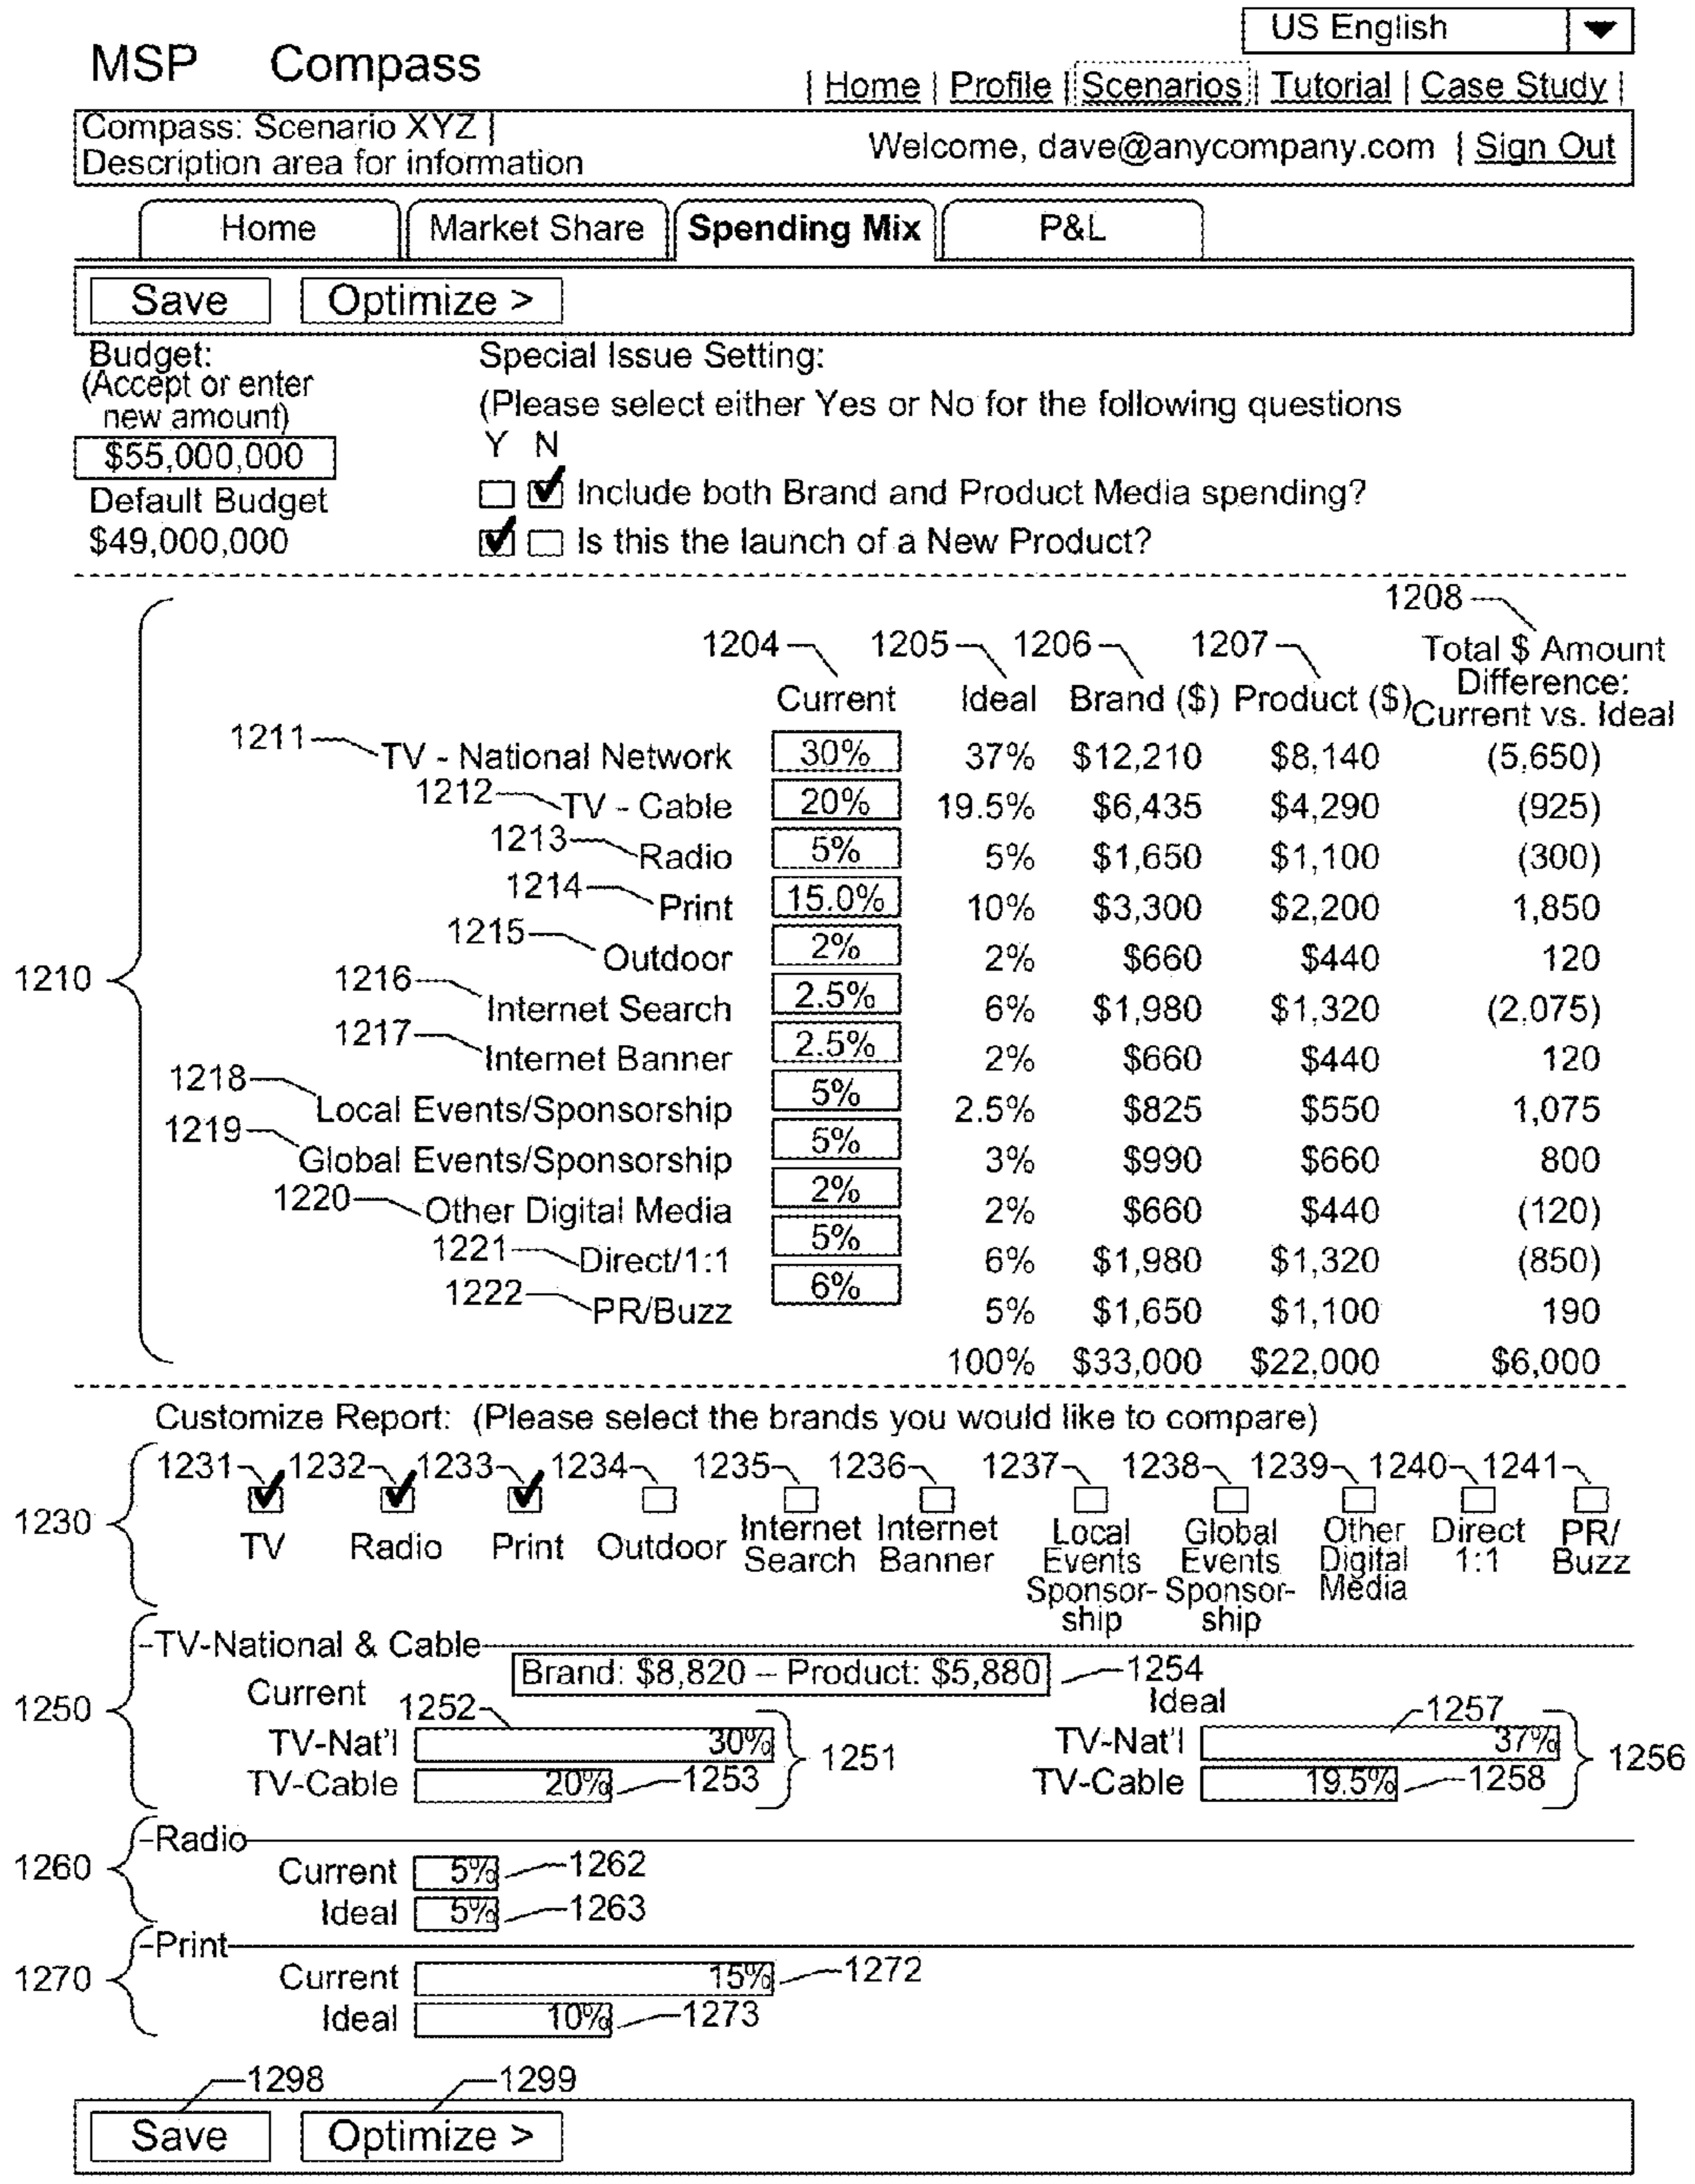 US English
MSP Compass
| Home | Profile | Scenarios | Tutorial | Case Study |
Compass: Scenario XYZ |
Description area for information
Welcome, dave@anycompany.com | Sign Out
Home Market Share Spending Mix P&L
Save Optimize >
Budget:
(Accept or enter
new amount)
$55,000,000
Default Budget
$49,000,000
Special Issue Setting:
(Please select either Yes or No for the following questions
Y N
Include both Brand and Product Media spending?
Is this the launch of a New Product?
1208
1204 1205 1206 1207
Total $ Amount
Difference:
Current vs. Ideal
Current Ideal Brand ($) Product ($)
1210
1211 TV - National Network 30% 37% $12,210 $8,140 (5,650)
1212 TV - Cable 20% 19.5% $6,435 $4,290 (925)
1213 Radio 5% 5% $1,650 $1,100 (300)
1214 Print 15.0% 10% $3,300 $2,200 1,850
1215 Outdoor 2% 2% $660 $440 120
1216 Internet Search 2.5% 6% $1,980 $1,320 (2,075)
1217 Internet Banner 2.5% 2% $660 $440 120
1218 Local Events/Sponsorship 5% 2.5% $825 $550 1,075
1219 Global Events/Sponsorship 5% 3% $990 $660 800
1220 Other Digital Media 2% 2% $660 $440 (120)
1221 Direct/1:1 5% 6% $1,980 $1,320 (850)
1222 PR/Buzz 6% 5% $1,650 $1,100 190
100% $33,000 $22,000 $6,000
Customize Report: (Please select the brands you would like to compare)
1230
1231 1232 1233 1234 1235 1236 1237 1238 1239 1240 1241
TV
Radio
Print
Outdoor
Internet
Search
Internet
Banner
Local
Events
Sponsor-
ship
Global
Events
Sponsor-
ship
Other
Digital
Media
Direct
1:1
PR/
Buzz
1250
TV-National & Cable
Brand: $8,820 – Product: $5,880 1254
Current 1252
TV-Nat'l 30%
TV-Cable 20% 1253
1251
Ideal
1257
TV-Nat'l 37%
TV-Cable 19.5% 1258
1256
1260
Radio
Current 5% 1262
Ideal 5% 1263
1270
Print
Current 15% 1272
Ideal 10% 1273
1298 1299
Save Optimize >